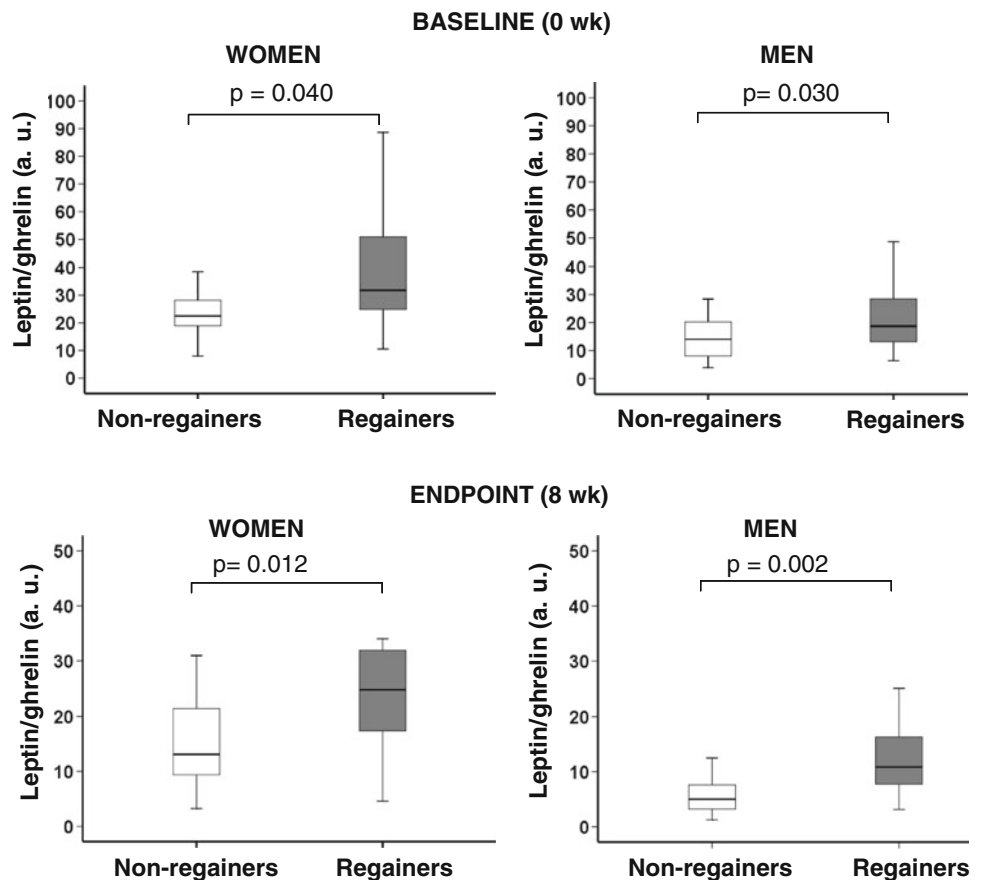 BASELINE (0 wk)
WOMEN
p = 0.040
Leptin/ghrelin (a. u.)
100
90
80
70
60
50
40
30
20
10
0
Non-regainers Regainers
MEN
p= 0.030
Leptin/ghrelin (a. u.)
100
90
80
70
60
50
40
30
20
10
0
Non-regainers Regainers
ENDPOINT (8 wk)
WOMEN
p= 0.012
Leptin/ghrelin (a. u.)
50
40
30
20
10
0
Non-regainers Regainers
MEN
p = 0.002
Leptin/ghrelin (a. u.)
50
40
30
20
10
0
Non-regainers Regainers